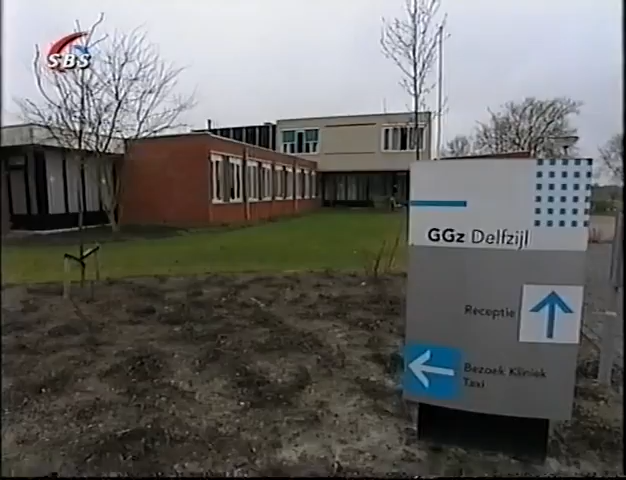 SBS
GGz Delfzijl
Receptie
Bezoek Kliniek
Taxi